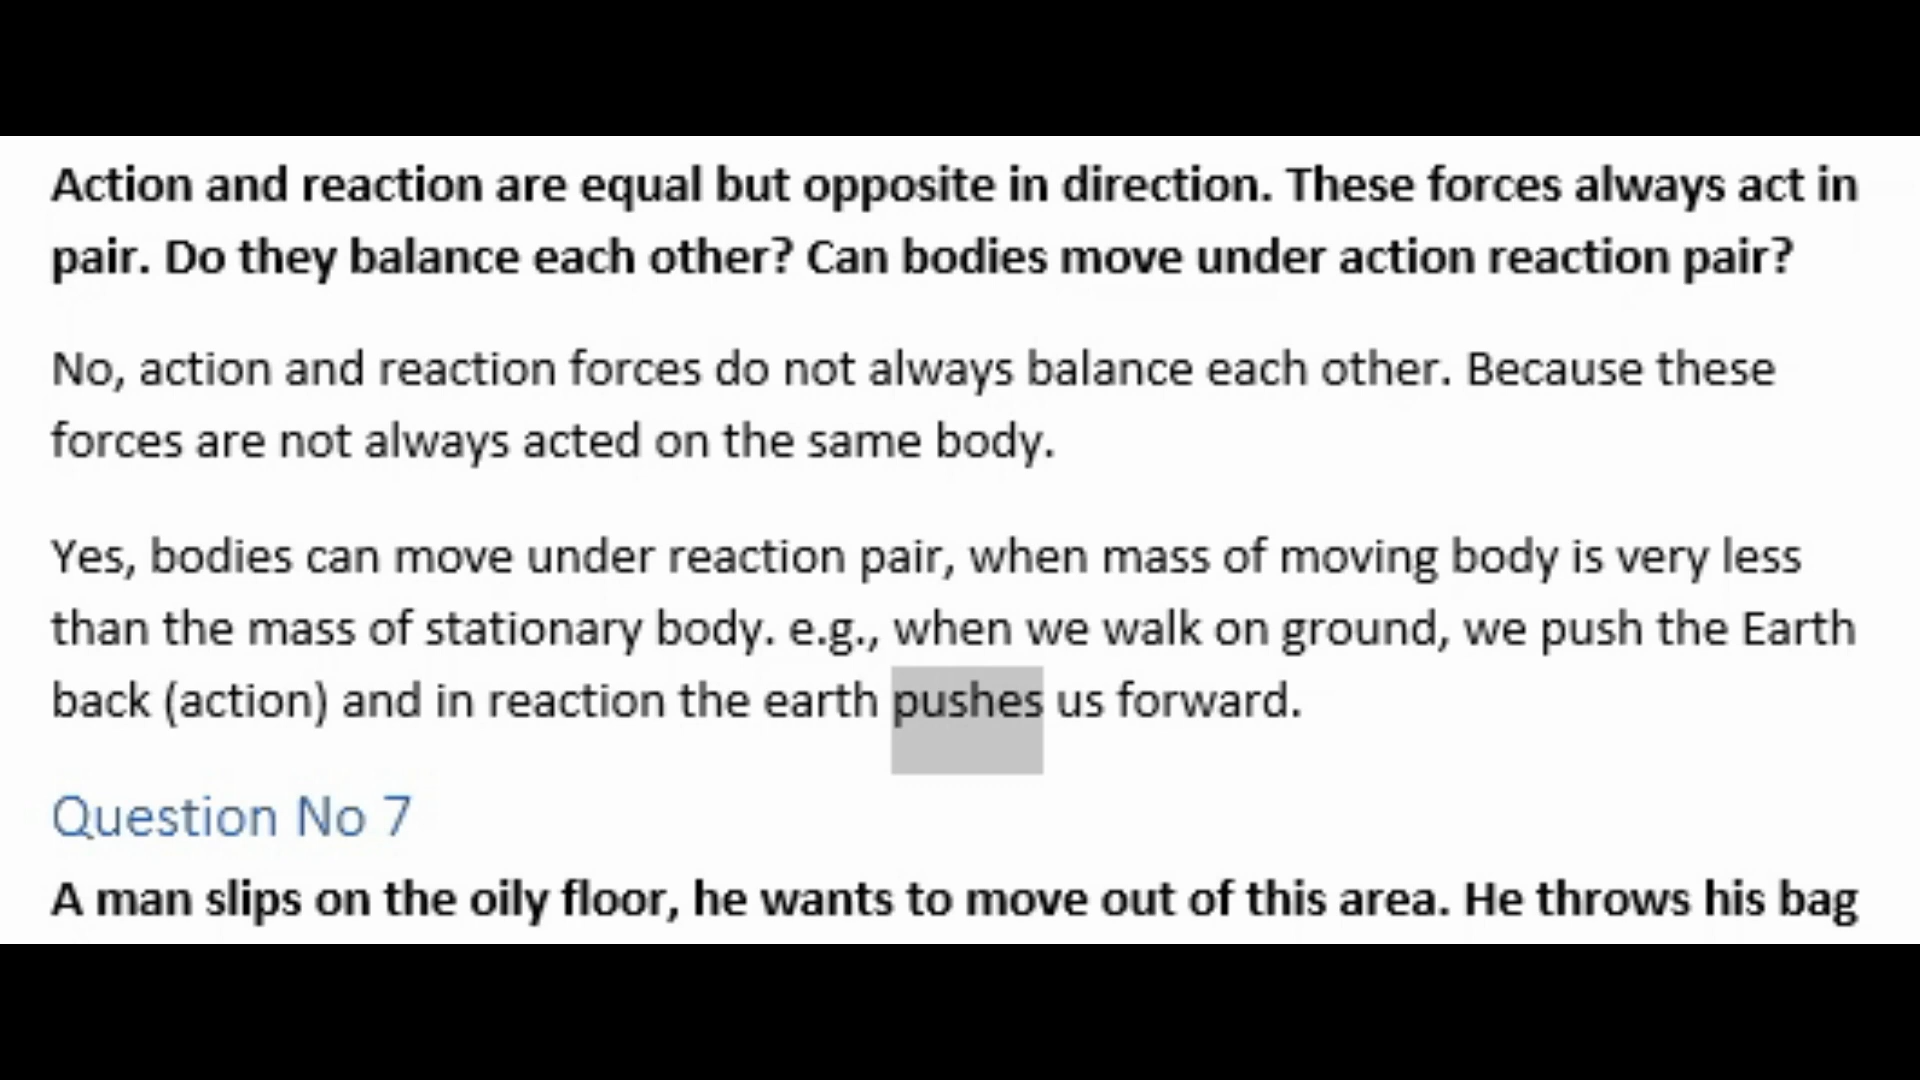 Action and reaction are equal but opposite in direction. These forces always act in
pair. Do they balance each other? Can bodies move under action reaction pair?
No, action and reaction forces do not always balance each other. Because these
forces are not always acted on the same body.
Yes, bodies can move under reaction pair, when mass of moving body is very less
than the mass of stationary body. e.g., when we walk on ground, we push the Earth
back (action) and in reaction the earth pushes us forward.
Question No 7
A man slips on the oily floor, he wants to move out of this area. He throws his bag